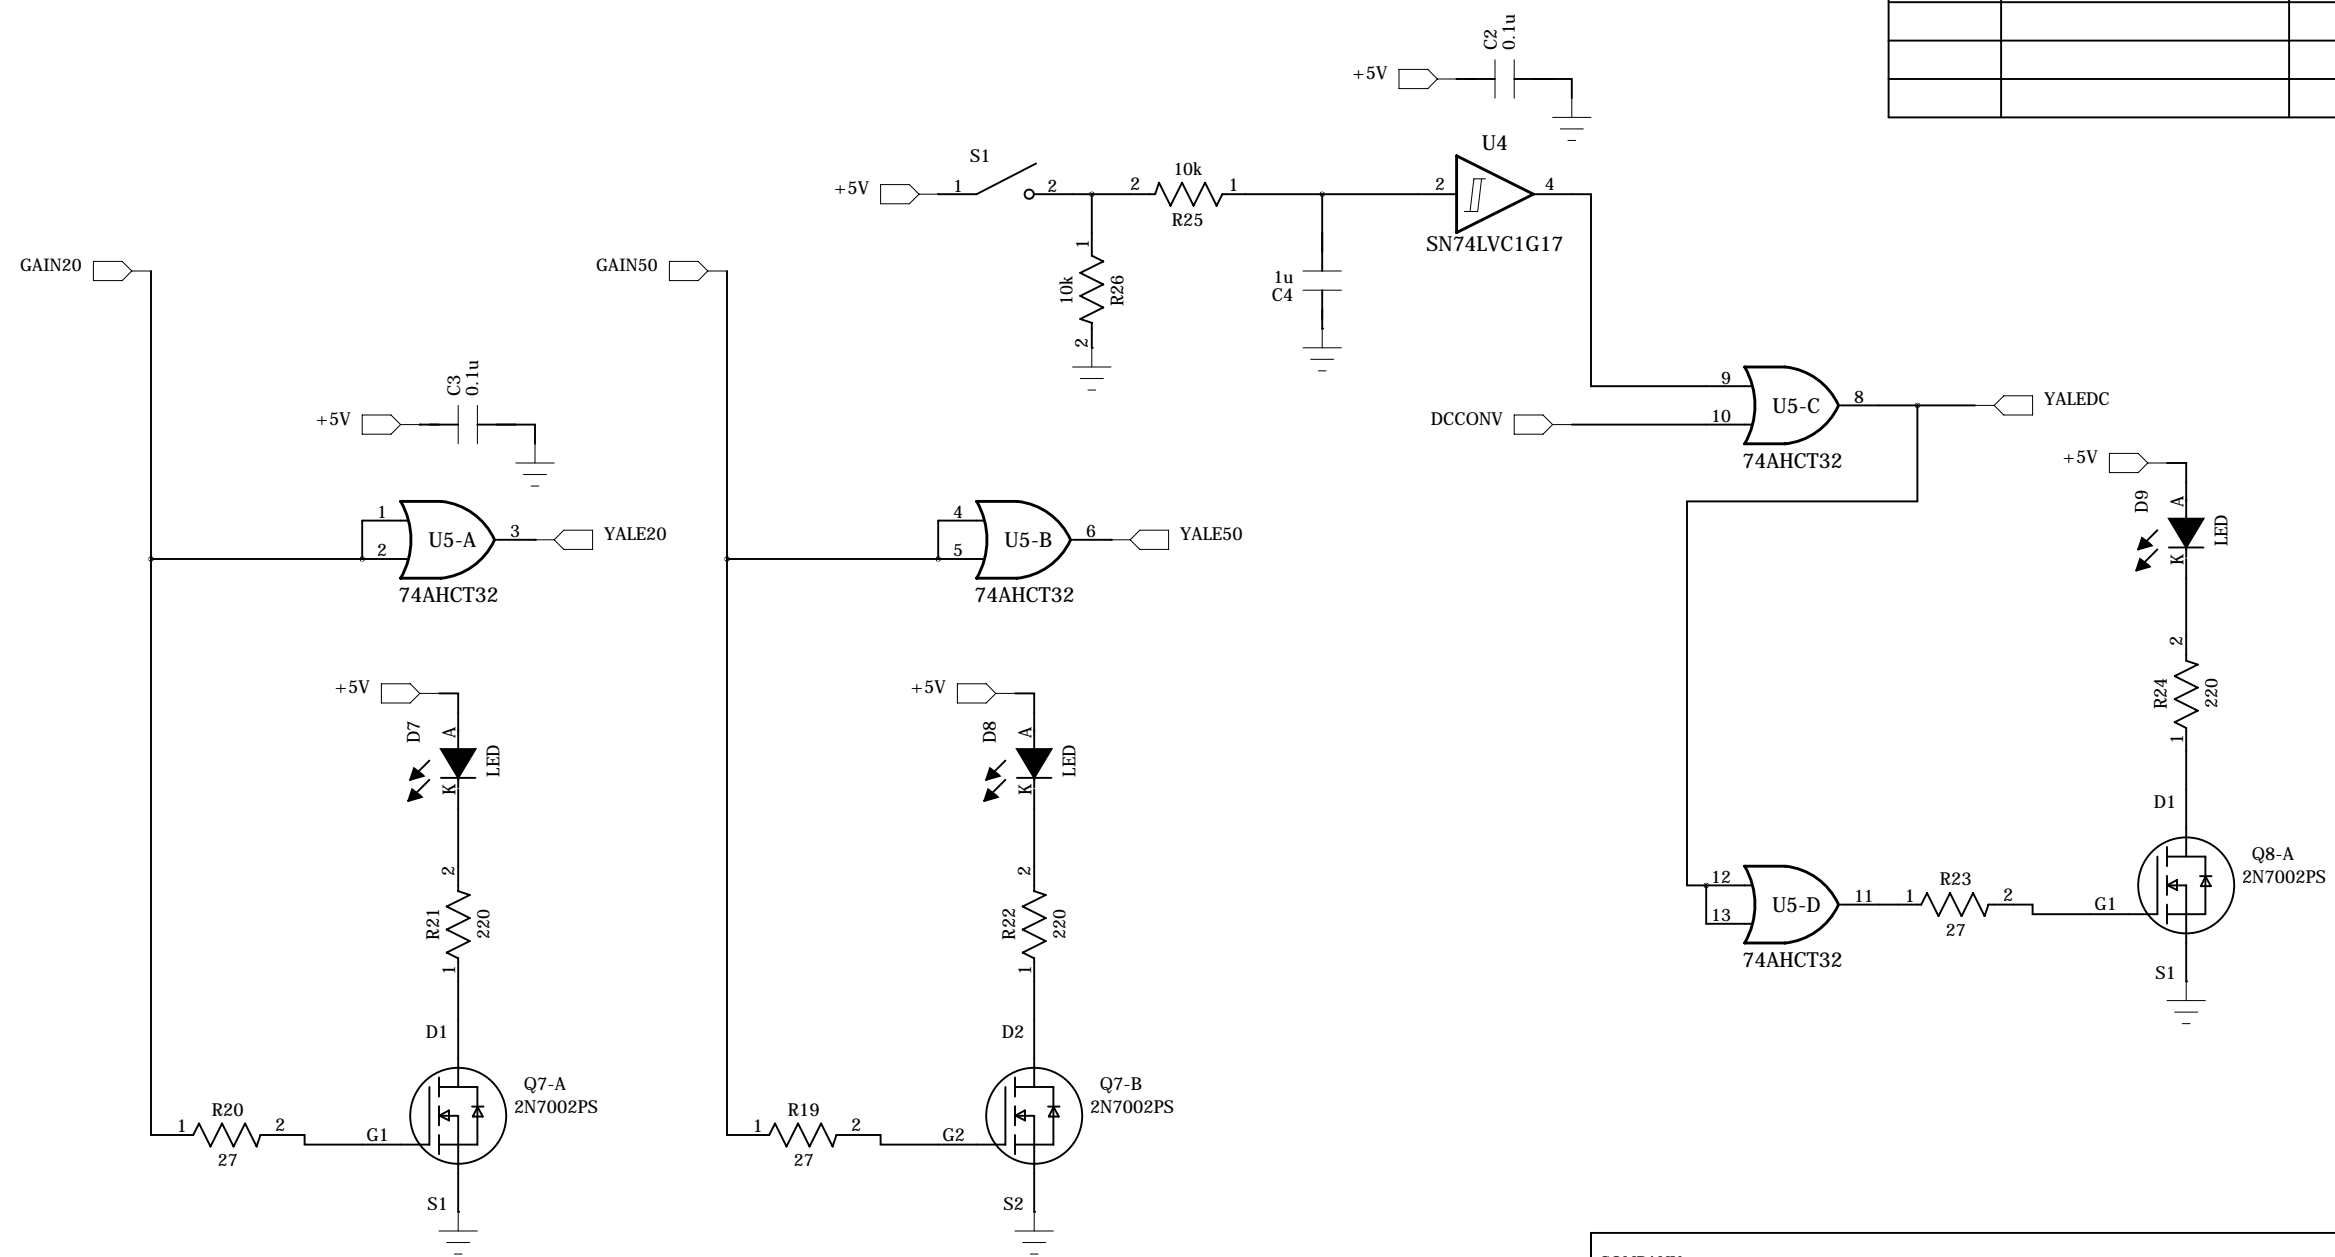 C2
0.1u
+5V
U4
S1
+5V
1
2
2
10k
1
R25
2
4
SN74LVC1G17
GAIN20
GAIN50
1
10k
R26
2
1u
C4
C3
0.1u
+5V
9
U5-C
8
YALEDC
DCCONV
10
74AHCT32
+5V
D9
A
LED
K
1
2
U5-A
3
YALE20
74AHCT32
4
5
U5-B
6
YALE50
74AHCT32
2
R24
220
1
+5V
D7
A
LED
K
+5V
D8
A
LED
K
D1
Q8-A
2N7002PS
12
13
U5-D
11
1
R23
2
27
G1
74AHCT32
S1
2
R21
220
1
2
R22
220
1
D1
D2
Q7-A
2N7002PS
Q7-B
2N7002PS
1
R20
2
27
G1
1
R19
2
27
G2
S1
S2